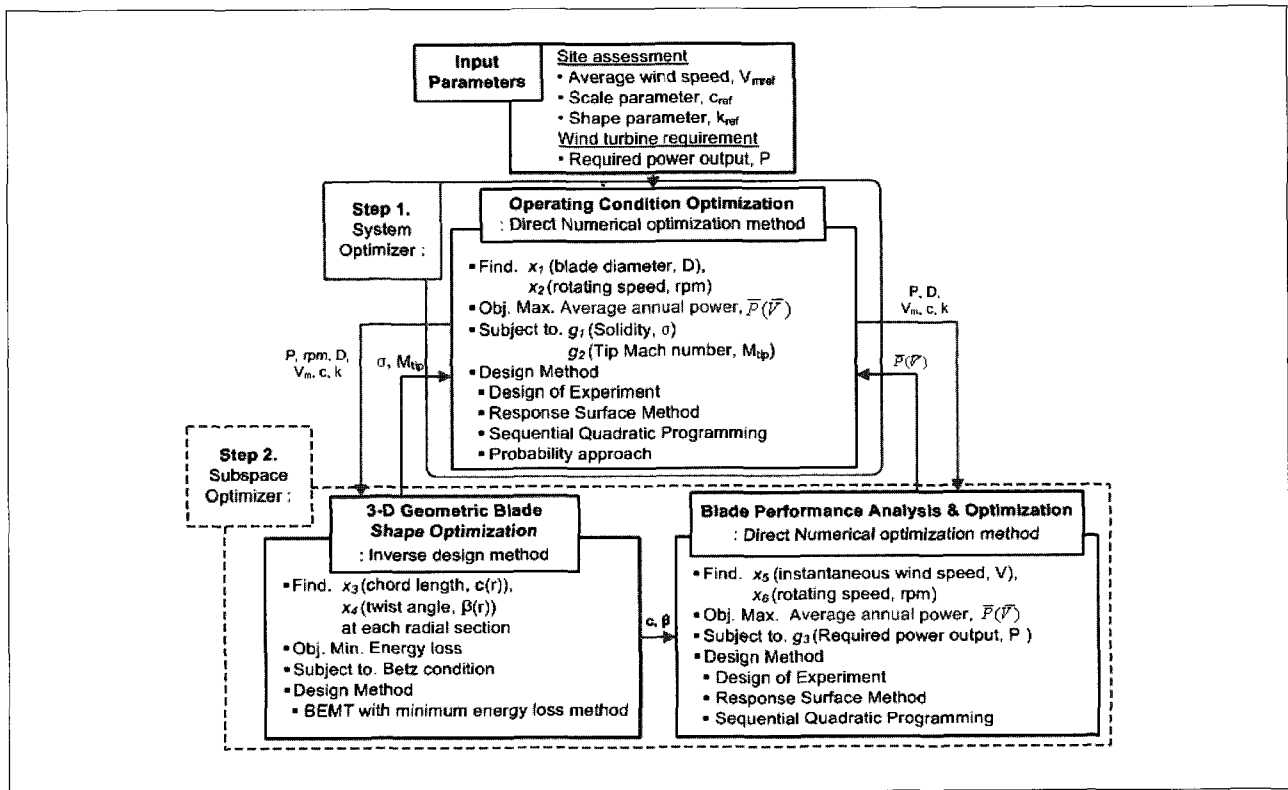 Input
Parameters
Site assessment
• Average wind speed, Vmref
• Scale parameter, cref
• Shape parameter, kref
Wind turbine requirement
• Required power output, P
Step 1.
System
Optimizer :
Operating Condition Optimization
: Direct Numerical optimization method
▪ Find. x1 (blade diameter, D),
x2 (rotating speed, rpm)
▪ Obj. Max. Average annual power, P̅(V̅)
▪ Subject to. g1 (Solidity, σ)
g2 (Tip Mach number, Mtip)
▪ Design Method
▪ Design of Experiment
▪ Response Surface Method
▪ Sequential Quadratic Programming
▪ Probability approach
P, rpm, D,
Vm, c, k
σ, Mtip
P, D,
Vm, c, k
P̅(V̅)
Step 2.
Subspace
Optimizer :
3-D Geometric Blade
Shape Optimization
: Inverse design method
▪ Find. x3 (chord length, c(r)),
x4 (twist angle, β(r))
at each radial section
▪ Obj. Min. Energy loss
▪ Subject to. Betz condition
▪ Design Method
▪ BEMT with minimum energy loss method
c, β
Blade Performance Analysis & Optimization
: Direct Numerical optimization method
▪ Find. x5 (instantaneous wind speed, V),
x6 (rotating speed, rpm)
▪ Obj. Max. Average annual power, P̅(V̅)
▪ Subject to. g3 (Required power output, P )
▪ Design Method
▪ Design of Experiment
▪ Response Surface Method
▪ Sequential Quadratic Programming